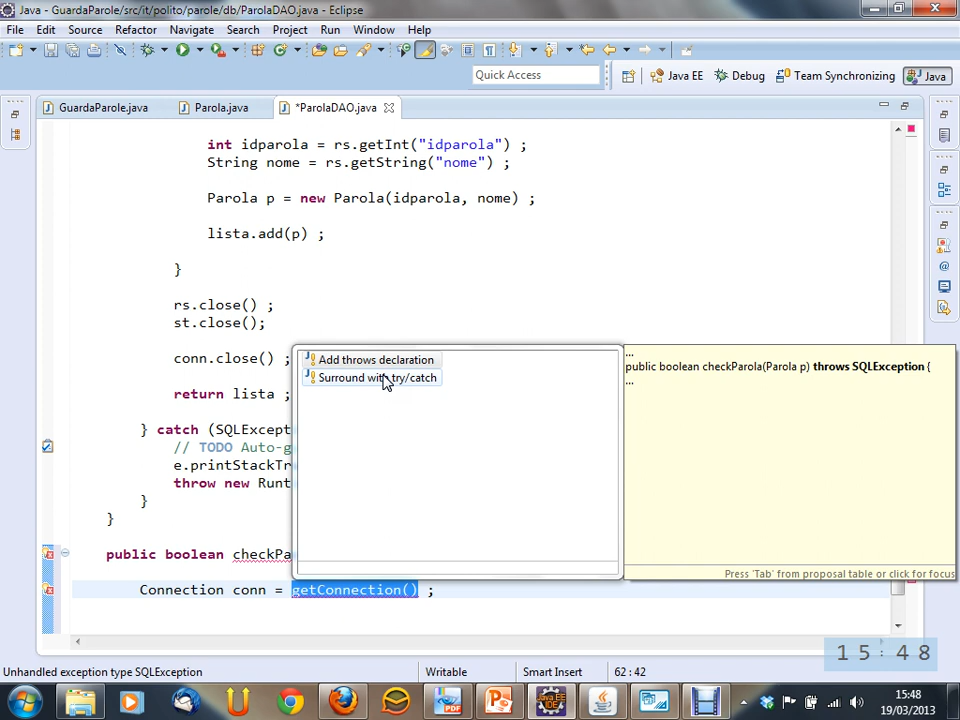 Java - GuardaParole/src/it/polito/parole/db/ParolaDAO.java - Eclipse
File Edit Source Refactor Navigate Search Project Run Window Help
Quick Access
Java EE
Debug
Team Synchronizing
Java
GuardaParole.java
Parola.java
*ParolaDAO.java
int idparola = rs.getInt("idparola") ;
String nome = rs.getString("nome") ;
Parola p = new Parola(idparola, nome) ;
lista.add(p) ;
}
rs.close() ;
st.close();
conn.close() ;
return lista ;
} catch (SQLExcept
// TODO Auto-g
e.printStackTr
throw new Runt
}
}
public boolean checkPa
Connection conn = getConnection() ;
Add throws declaration
Surround with try/catch
...
public boolean checkParola(Parola p) throws SQLException {
...
Press 'Tab' from proposal table or click for focus
15:48
Unhandled exception type SQLException
Writable
Smart Insert
62 : 42
PDF
Java EE
IDE
15:48
19/03/2013